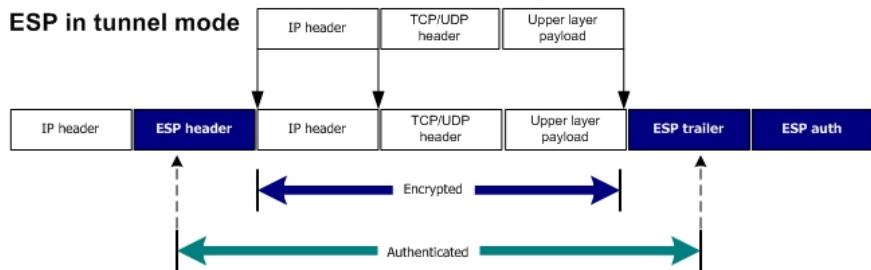 ESP in tunnel mode
IP header
TCP/UDP
header
Upper layer
payload
IP header
ESP header
IP header
TCP/UDP
header
Upper layer
payload
ESP trailer
ESP auth
Encrypted
Authenticated